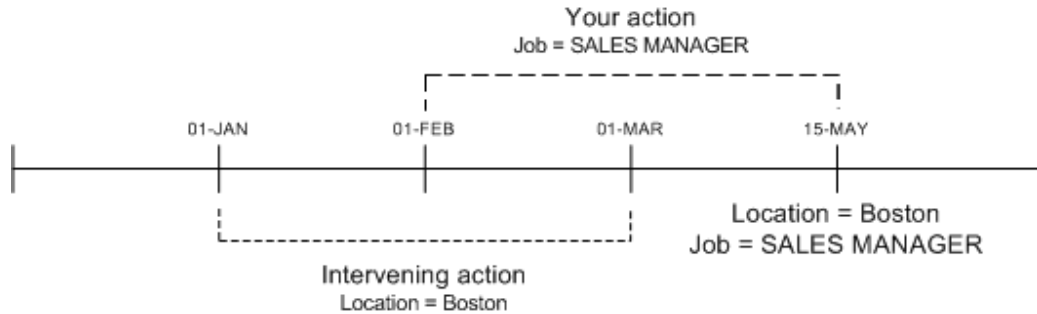 Your action
Job = SALES MANAGER
01-JAN 01-FEB 01-MAR 15-MAY
Location = Boston
Job = SALES MANAGER
Intervening action
Location = Boston